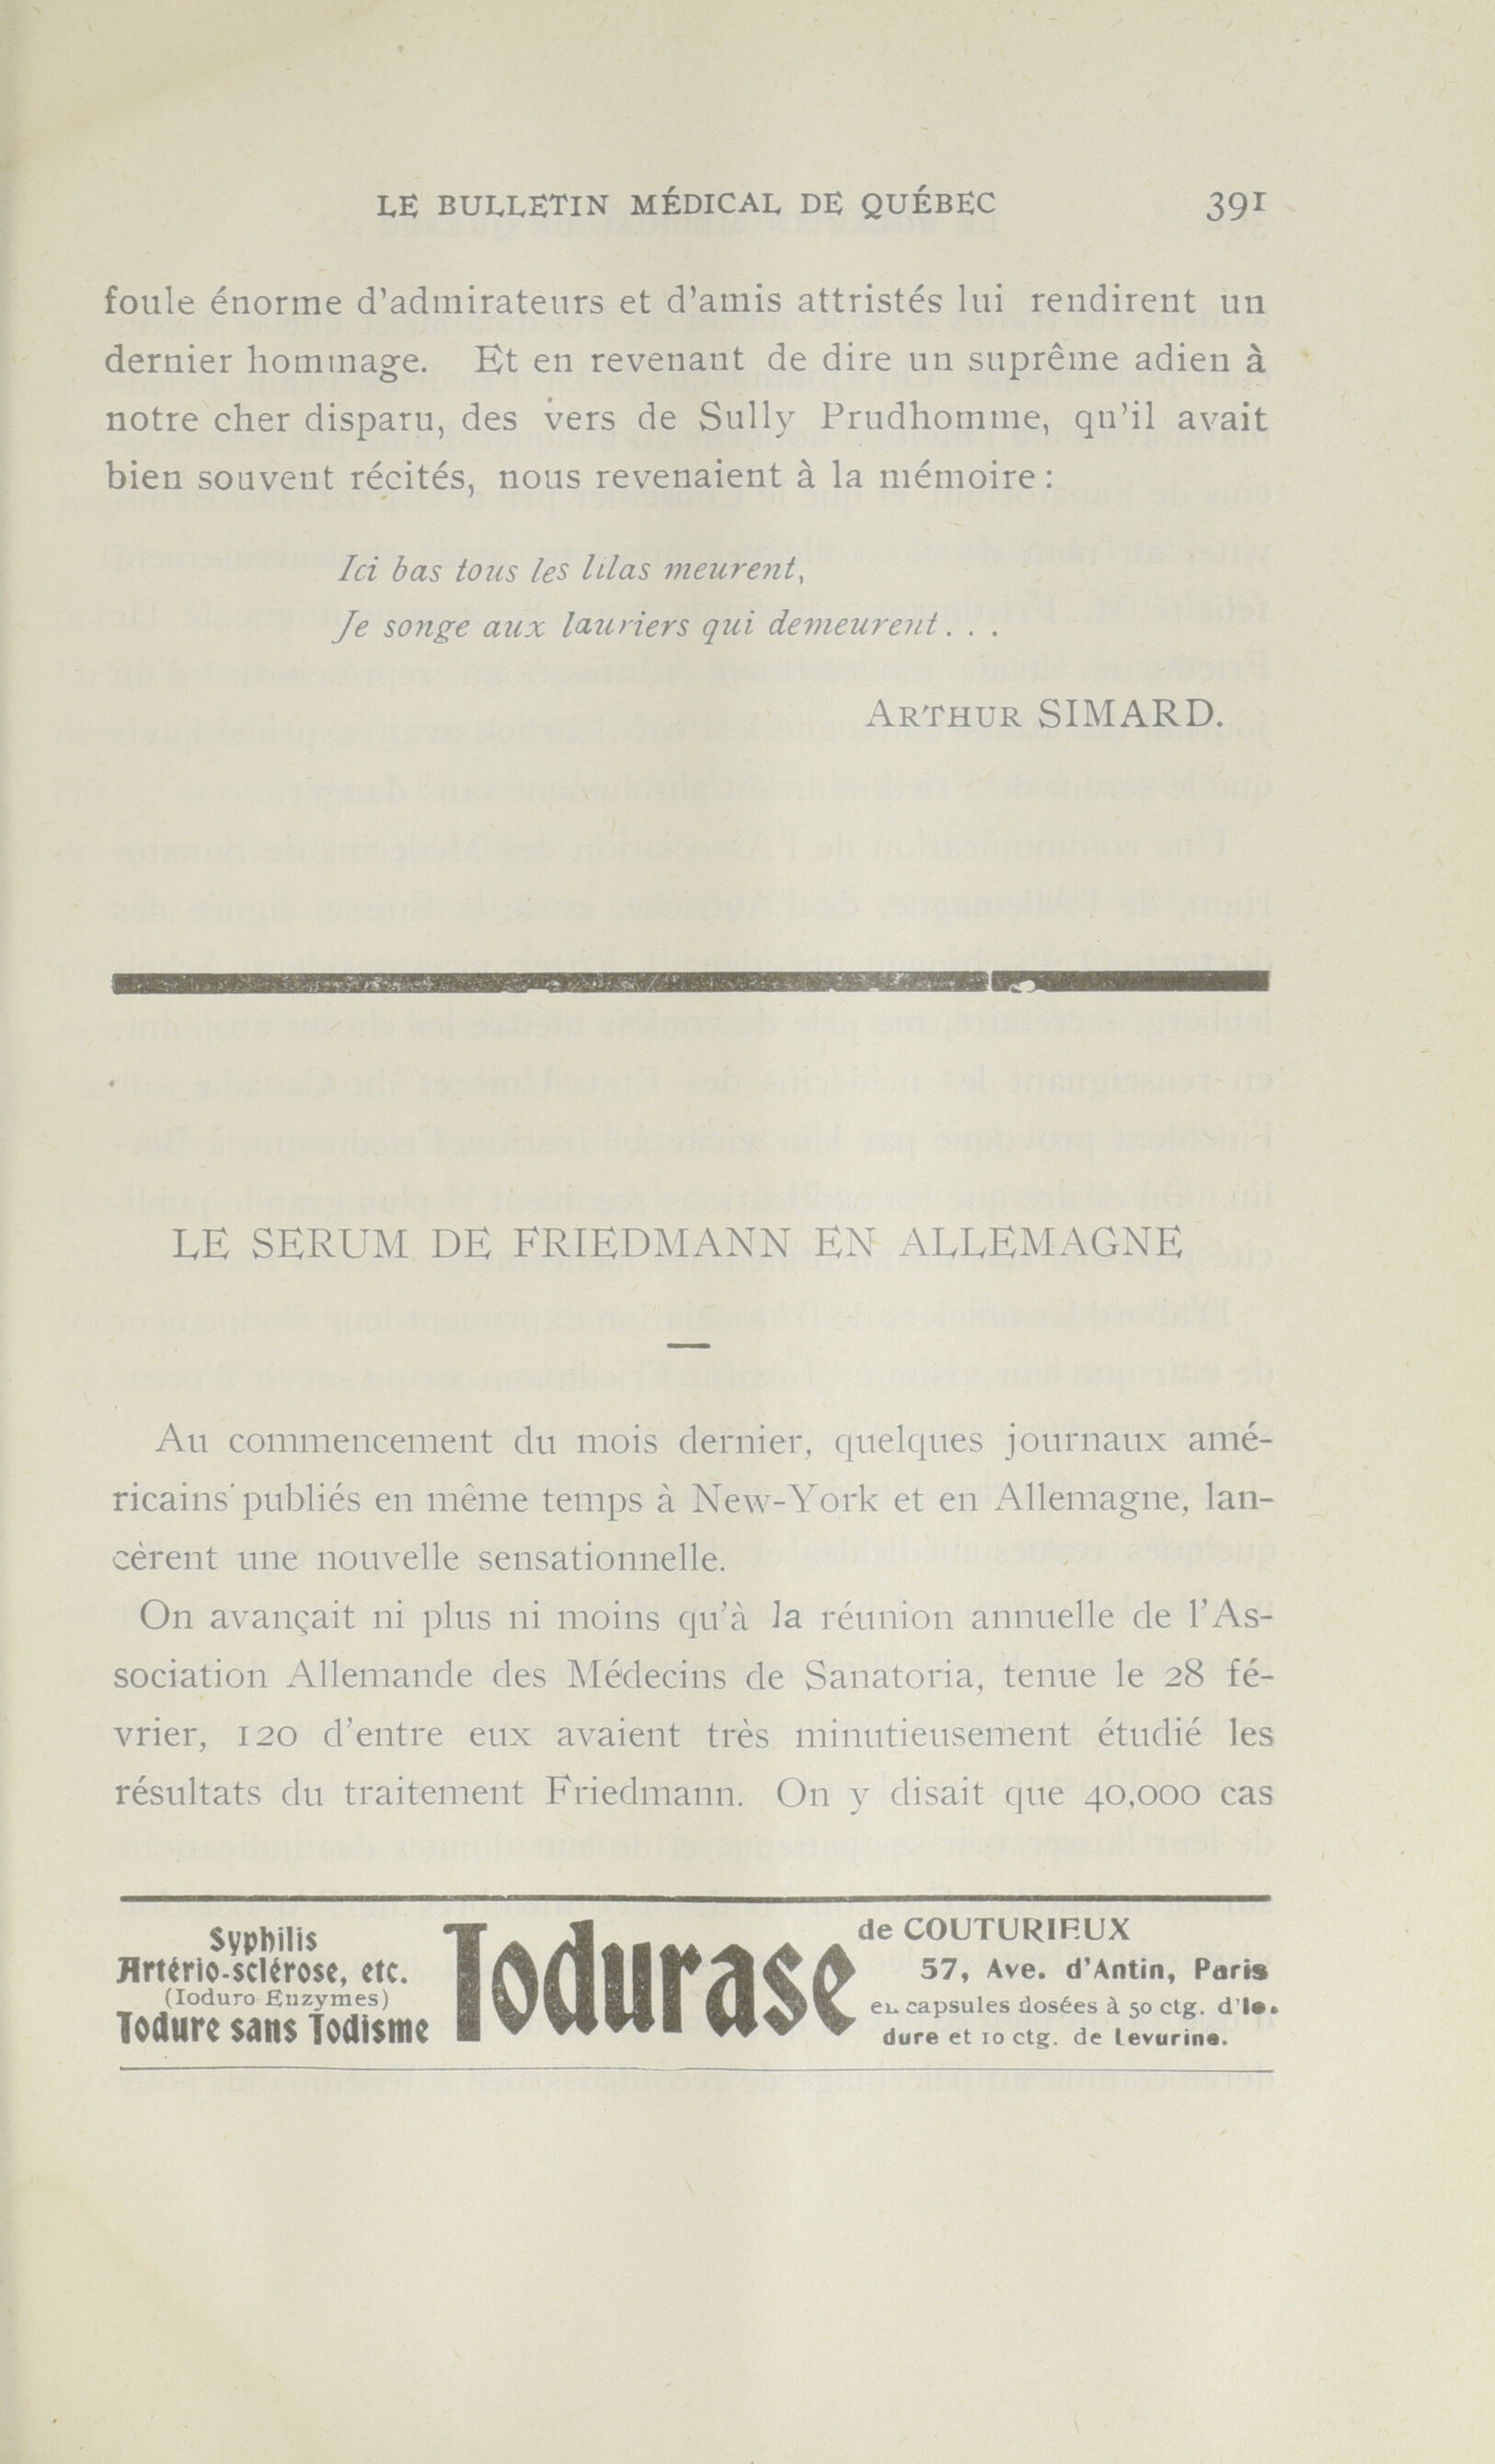 LE BULLETIN MÉDICAL DE QUÉBEC 391
foule énorme d'admirateurs et d'amis attristés lui rendirent un
dernier hommage. Et en revenant de dire un suprême adieu à
notre cher disparu, des vers de Sully Prudhomme, qu'il avait
bien souvent récités, nous revenaient à la mémoire :
Ici bas tous les lilas meurent,
Je songe aux lauriers qui demeurent...
ARTHUR SIMARD.
LE SERUM DE FRIEDMANN EN ALLEMAGNE
Au commencement du mois dernier, quelques journaux amé-
ricains publiés en même temps à New-York et en Allemagne, lan-
cèrent une nouvelle sensationnelle.
On avançait ni plus ni moins qu'à la réunion annuelle de l'As-
sociation Allemande des Médecins de Sanatoria, tenue le 28 fé-
vrier, 120 d'entre eux avaient très minutieusement étudié les
résultats du traitement Friedmann. On y disait que 40,000 cas
Syphilis
Artério-sclérose, etc.
(Ioduro Enzymes)
Iodure sans Iodisme
Iodurase
de COUTURIEUX
57, Ave. d'Antin, Paris
en capsules dosées à 50 ctg. d'Io-
dure et 10 ctg. de Levurine.